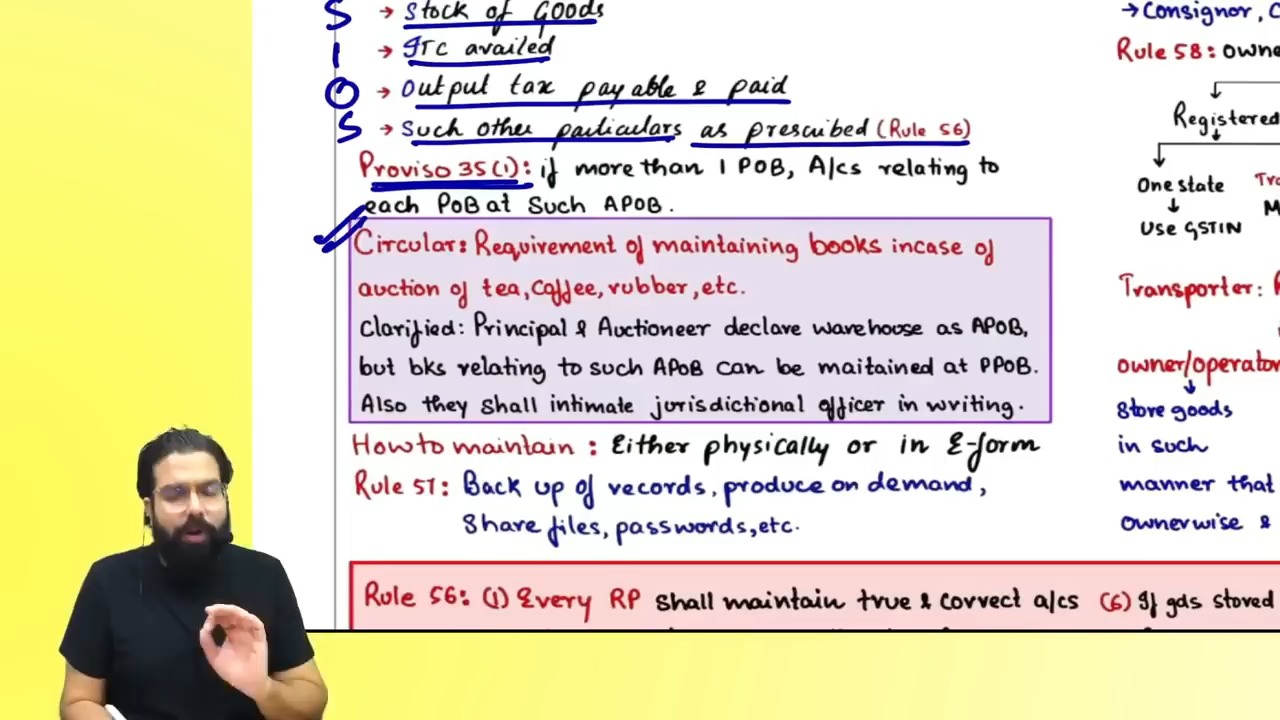 S → Stock of Goods
I → ITC availed
O → Output tax payable & paid
S → Such other particulars as prescribed (Rule 56)
Proviso 35(1): if more than 1 POB, A/cs relating to
each POB at Such APOB.
Circular: Requirement of maintaining books incase of
auction of tea, Coffee, rubber, etc.
Clarified: Principal & Auctioneer declare warehouse as APOB,
but bks relating to such APOB can be maitained at PPOB.
Also they Shall intimate jurisdictional officer in writing.
How to maintain : Either physically or in E-form
Rule 57: Back up of records, produce on demand,
Share files, passwords, etc.
Rule 56: (1) Every RP Shall maintain true & Correct a/cs (6) If gds stored
→ Consignor, C
Rule 58: owne
Registered
One state
Use GSTIN
Tra
M
Transporter: R
owner/operator
Store goods
in such
manner that
ownerwise &